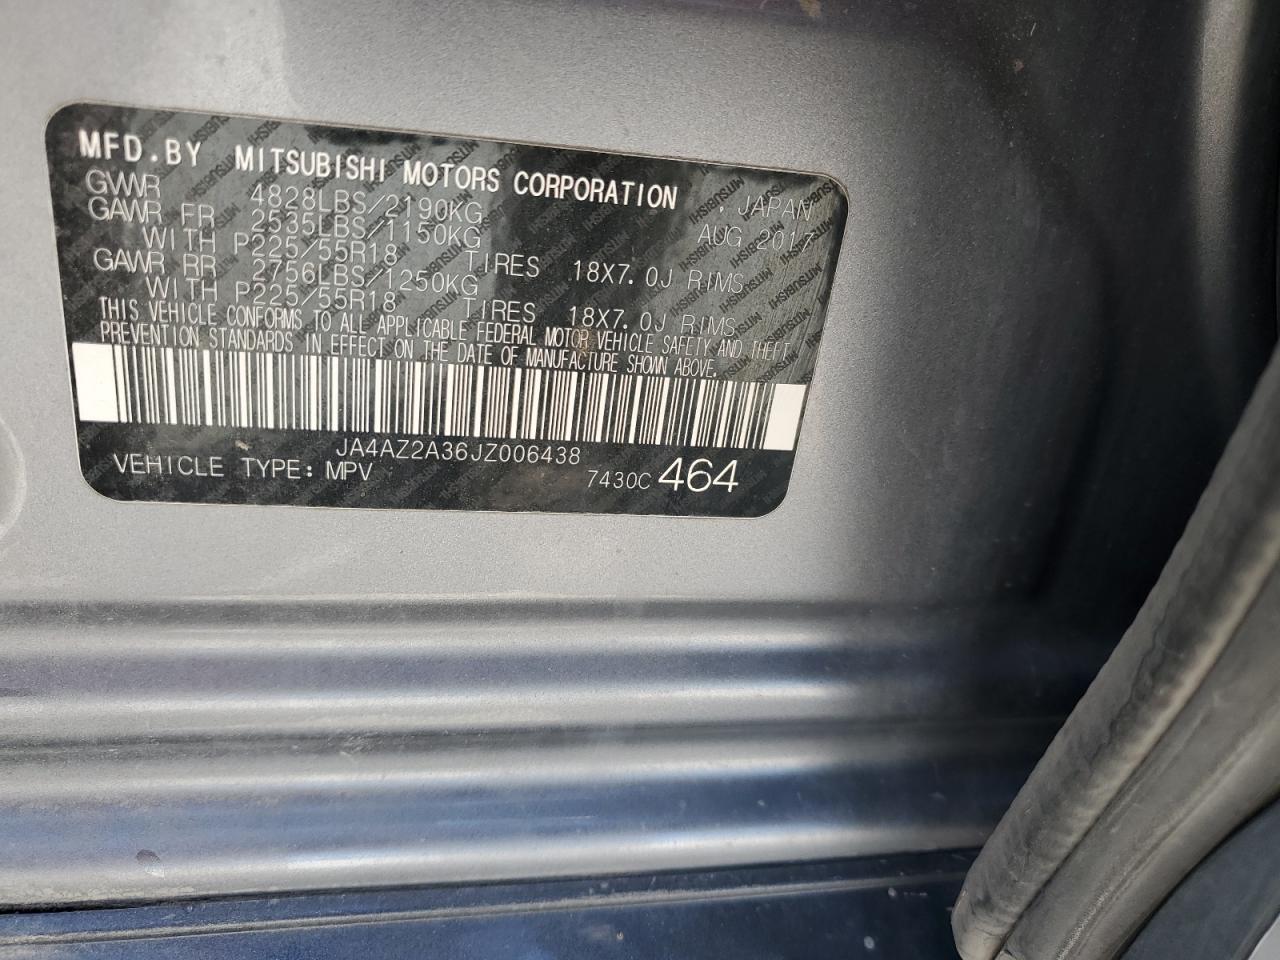 MFD.BY MITSUBISHI MOTORS CORPORATION
GVWR 4828LBS/2190KG , JAPAN
GAWR FR 2535LBS/1150KG AUG 2017
WITH P225/55R18 TIRES 18X7.0J RIMS
GAWR RR 2756LBS/1250KG
WITH P225/55R18 TIRES 18X7.0J RIMS
THIS VEHICLE CONFORMS TO ALL APPLICABLE FEDERAL MOTOR VEHICLE SAFETY AND THEFT
PREVENTION STANDARDS IN EFFECT ON THE DATE OF MANUFACTURE SHOWN ABOVE.
JA4AZ2A36JZ006438
VEHICLE TYPE: MPV 7430C 464